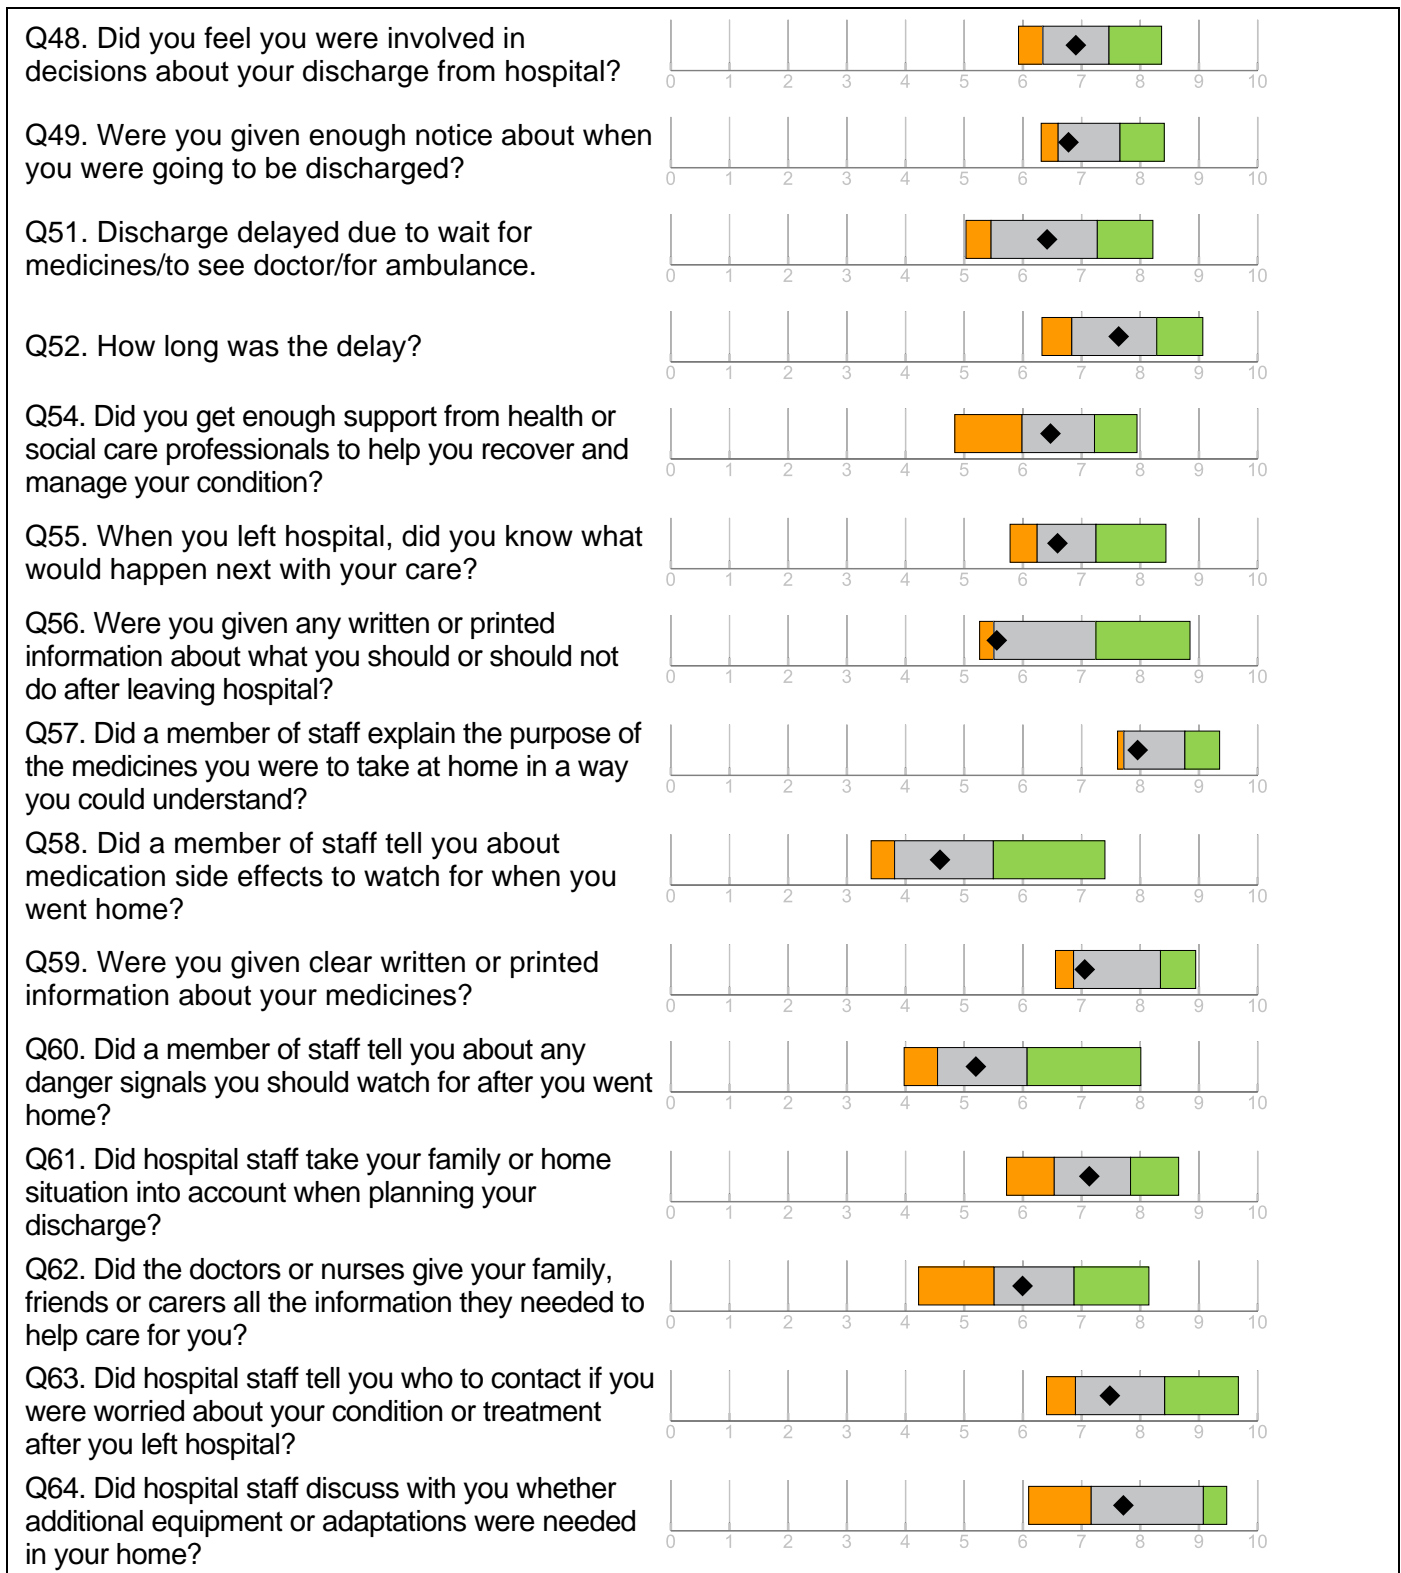 Q48. Did you feel you were involved in
decisions about your discharge from hospital?
0 1 2 3 4 5 6 7 8 9 10
Q49. Were you given enough notice about when
you were going to be discharged?
0 1 2 3 4 5 6 7 8 9 10
Q51. Discharge delayed due to wait for
medicines/to see doctor/for ambulance.
0 1 2 3 4 5 6 7 8 9 10
Q52. How long was the delay?
0 1 2 3 4 5 6 7 8 9 10
Q54. Did you get enough support from health or
social care professionals to help you recover and
manage your condition?
0 1 2 3 4 5 6 7 8 9 10
Q55. When you left hospital, did you know what
would happen next with your care?
0 1 2 3 4 5 6 7 8 9 10
Q56. Were you given any written or printed
information about what you should or should not
do after leaving hospital?
0 1 2 3 4 5 6 7 8 9 10
Q57. Did a member of staff explain the purpose of
the medicines you were to take at home in a way
you could understand?
0 1 2 3 4 5 6 7 8 9 10
Q58. Did a member of staff tell you about
medication side effects to watch for when you
went home?
0 1 2 3 4 5 6 7 8 9 10
Q59. Were you given clear written or printed
information about your medicines?
0 1 2 3 4 5 6 7 8 9 10
Q60. Did a member of staff tell you about any
danger signals you should watch for after you went
home?
0 1 2 3 4 5 6 7 8 9 10
Q61. Did hospital staff take your family or home
situation into account when planning your
discharge?
0 1 2 3 4 5 6 7 8 9 10
Q62. Did the doctors or nurses give your family,
friends or carers all the information they needed to
help care for you?
0 1 2 3 4 5 6 7 8 9 10
Q63. Did hospital staff tell you who to contact if you
were worried about your condition or treatment
after you left hospital?
0 1 2 3 4 5 6 7 8 9 10
Q64. Did hospital staff discuss with you whether
additional equipment or adaptations were needed
in your home?
0 1 2 3 4 5 6 7 8 9 10